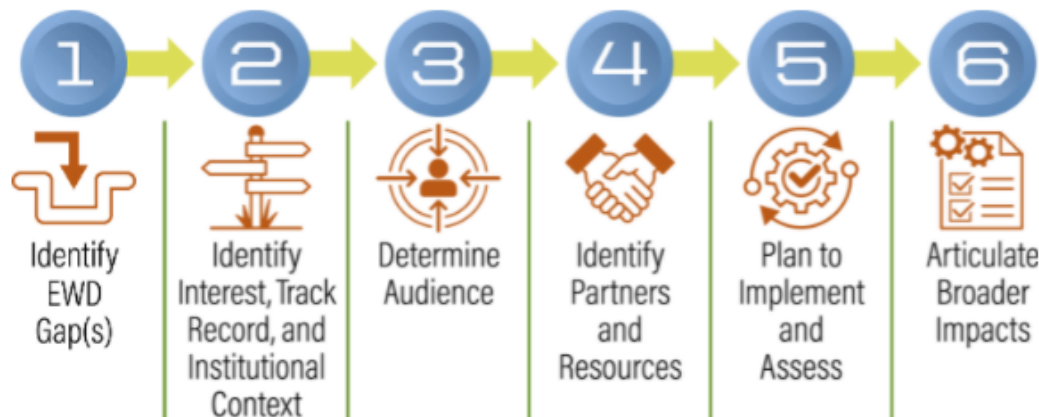 1
2
3
4
5
6
Identify
EWD
Gap(s)
Identify
Interest, Track
Record, and
Institutional
Context
Determine
Audience
Identify
Partners
and
Resources
Plan to
Implement
and
Assess
Articulate
Broader
Impacts